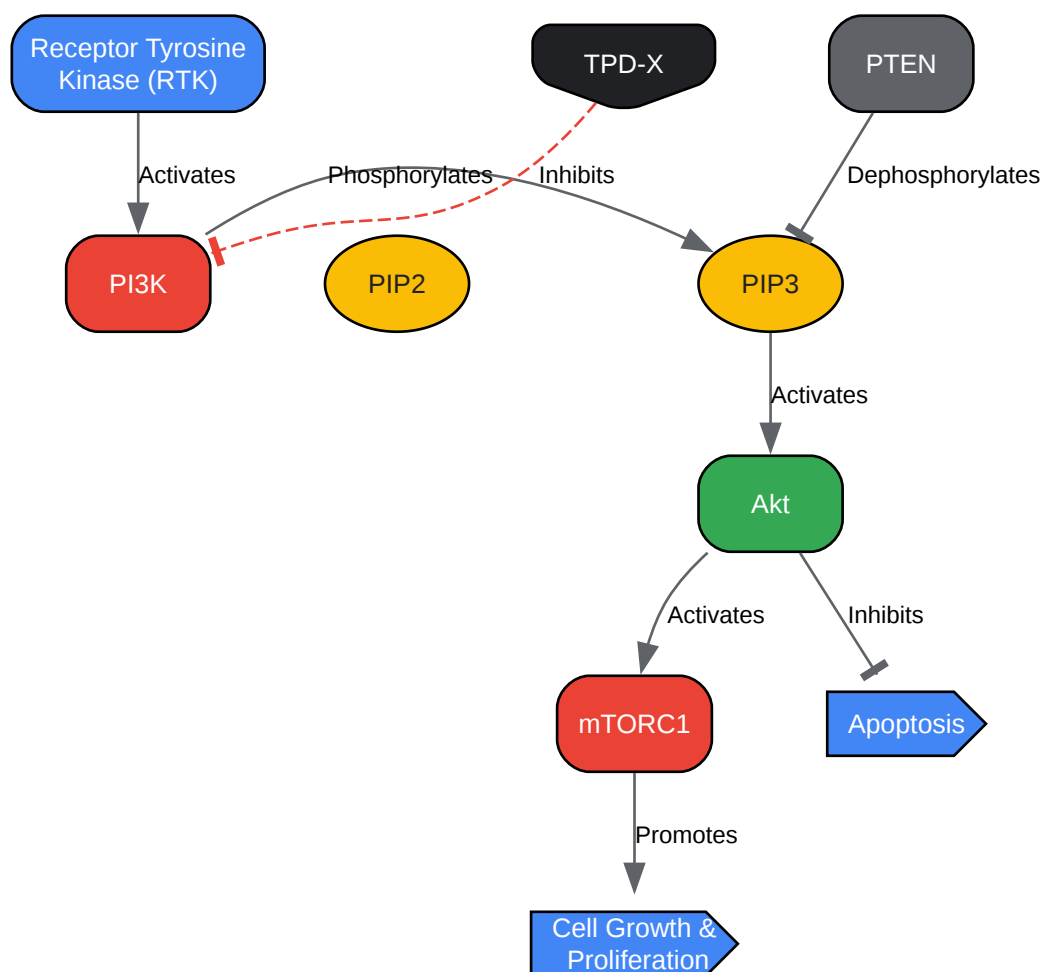 Receptor Tyrosine
Kinase (RTK)
TPD-X
PTEN
Activates
Phosphorylates
Inhibits
Dephosphorylates
PI3K
PIP2
PIP3
Activates
Akt
Activates
Inhibits
mTORC1
Apoptosis
Promotes
Cell Growth &
Proliferation